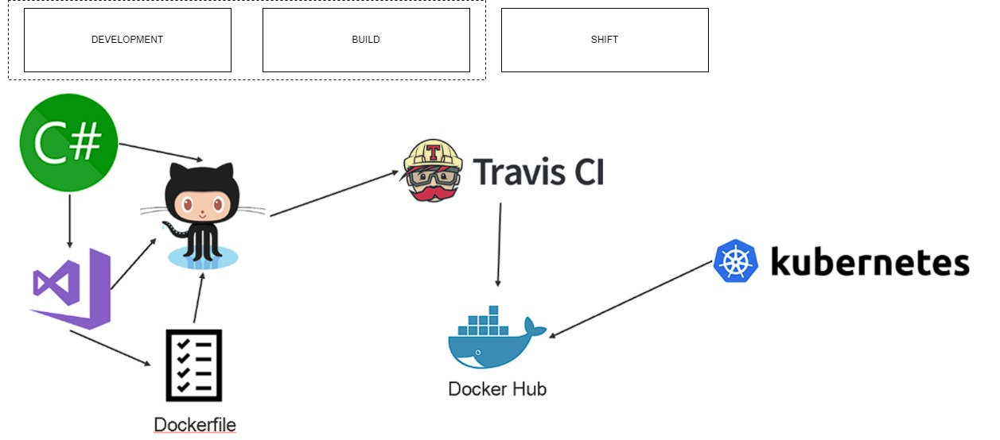 DEVELOPMENT
BUILD
SHIFT
C#
T
Travis CI
kubernetes
Docker Hub
Dockerfile